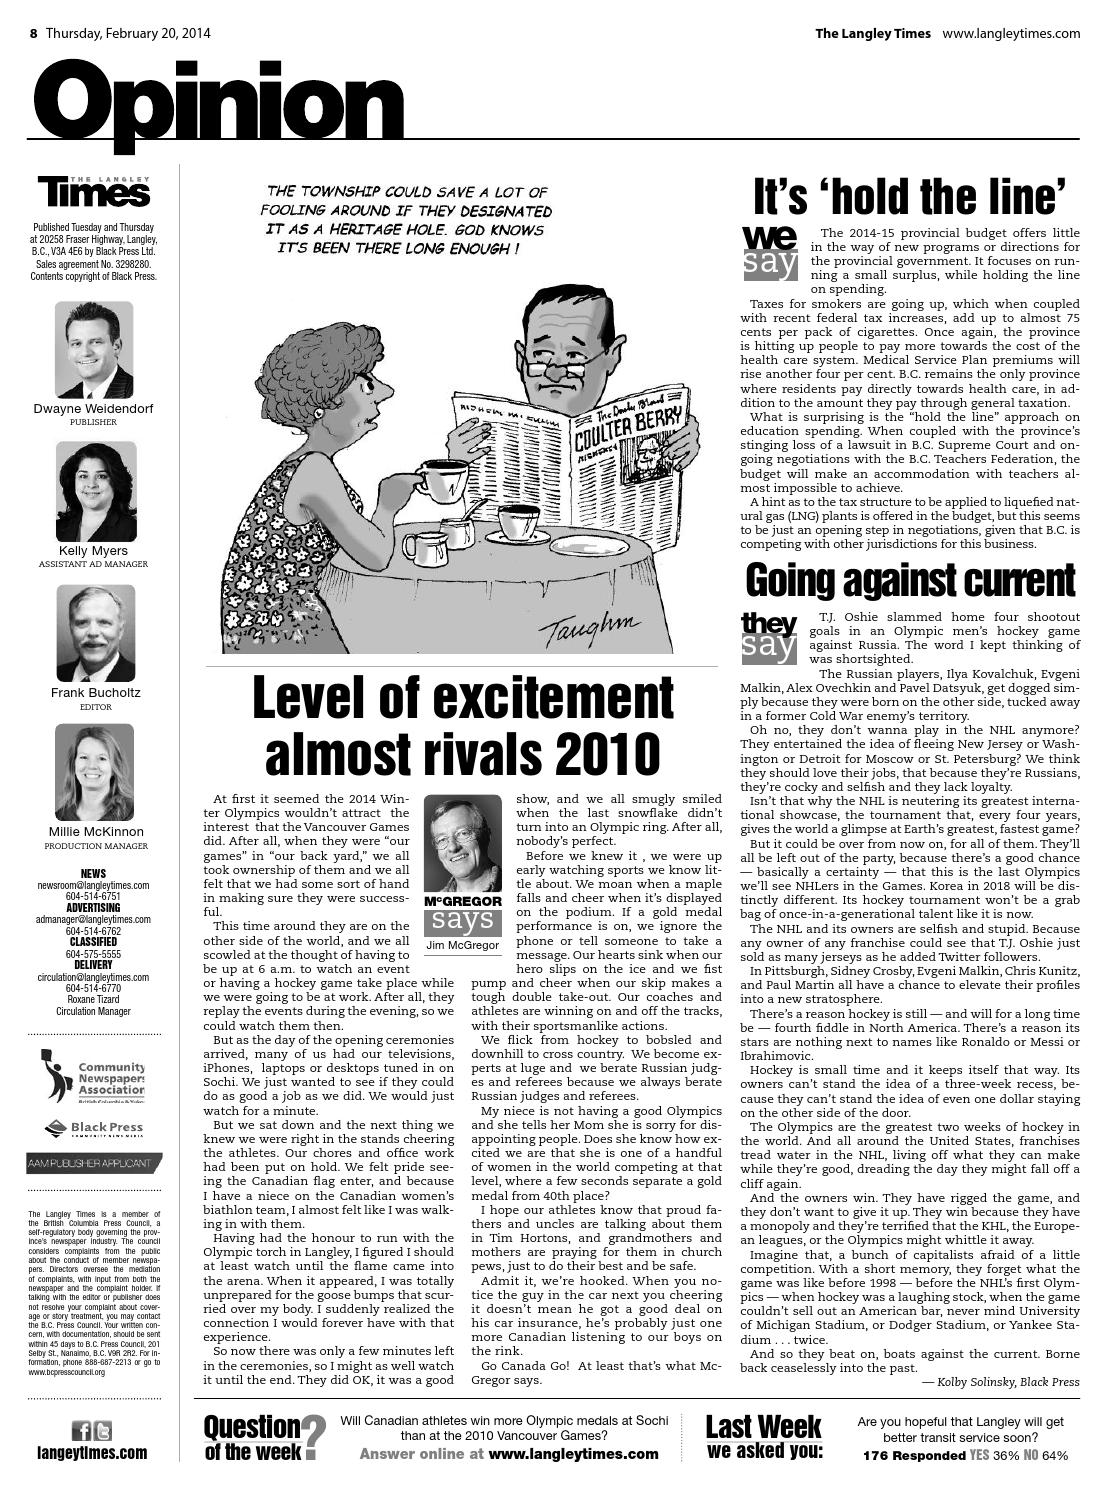 8 Thursday, February 20, 2014
The Langley Times www.langleytimes.com
Opinion
THE LANGLEY
Times
Published Tuesday and Thursday
at 20258 Fraser Highway, Langley,
B.C., V3A 4E6 by Black Press Ltd.
Sales agreement No. 3298280.
Contents copyright of Black Press.
Dwayne Weidendorf
PUBLISHER
Kelly Myers
ASSISTANT AD MANAGER
Frank Bucholtz
EDITOR
Millie McKinnon
PRODUCTION MANAGER
NEWS
newsroom@langleytimes.com
604-514-6751
ADVERTISING
admanager@langleytimes.com
604-514-6762
CLASSIFIED
604-575-5555
DELIVERY
circulation@langleytimes.com
604-514-6770
Roxane Tizard
Circulation Manager
Community
Newspapers
Association
British Columbia & Yukon
Black Press
COMMUNITY NEWS MEDIA
AAM PUBLISHER APPLICANT
The Langley Times is a member of
the British Columbia Press Council, a
self-regulatory body governing the prov-
ince's newspaper industry. The council
considers complaints from the public
about the conduct of member newspa-
pers. Directors oversee the mediation
of complaints, with input from both the
newspaper and the complaint holder. If
talking with the editor or publisher does
not resolve your complaint about cover-
age or story treatment, you may contact
the B.C. Press Council. Your written con-
cern, with documentation, should be sent
within 45 days to B.C. Press Council, 201
Selby St., Nanaimo, B.C. V9R 2R2. For in-
formation, phone 888-687-2213 or go to
www.bcpresscouncil.org
langeytimes.com
THE TOWNSHIP COULD SAVE A LOT OF
FOOLING AROUND IF THEY DESIGNATED
IT AS A HERITAGE HOLE. GOD KNOWS
IT'S BEEN THERE LONG ENOUGH !
The Daily Blank
COULTER BERRY
Taughm
Level of excitement
almost rivals 2010
At first it seemed the 2014 Win-
ter Olympics wouldn't attract the
interest that the Vancouver Games
did. After all, when they were "our
games" in "our back yard," we all
took ownership of them and we all
felt that we had some sort of hand
in making sure they were success-
ful.
This time around they are on the
other side of the world, and we all
scowled at the thought of having to
be up at 6 a.m. to watch an event
or having a hockey game take place while
we were going to be at work. After all, they
replay the events during the evening, so we
could watch them then.
But as the day of the opening ceremonies
arrived, many of us had our televisions,
iPhones, laptops or desktops tuned in on
Sochi. We just wanted to see if they could
do as good a job as we did. We would just
watch for a minute.
But we sat down and the next thing we
knew we were right in the stands cheering
the athletes. Our chores and office work
had been put on hold. We felt pride see-
ing the Canadian flag enter, and because
I have a niece on the Canadian women's
biathlon team, I almost felt like I was walk-
ing in with them.
Having had the honour to run with the
Olympic torch in Langley, I figured I should
at least watch until the flame came into
the arena. When it appeared, I was totally
unprepared for the goose bumps that scur-
ried over my body. I suddenly realized the
connection I would forever have with that
experience.
So now there was only a few minutes left
in the ceremonies, so I might as well watch
it until the end. They did OK, it was a good
McGREGOR
says
Jim McGregor
show, and we all smugly smiled
when the last snowflake didn't
turn into an Olympic ring. After all,
nobody's perfect.
Before we knew it , we were up
early watching sports we know lit-
tle about. We moan when a maple
falls and cheer when it's displayed
on the podium. If a gold medal
performance is on, we ignore the
phone or tell someone to take a
message. Our hearts sink when our
hero slips on the ice and we fist
pump and cheer when our skip makes a
tough double take-out. Our coaches and
athletes are winning on and off the tracks,
with their sportsmanlike actions.
We flick from hockey to bobsled and
downhill to cross country. We become ex-
perts at luge and we berate Russian judg-
es and referees because we always berate
Russian judges and referees.
My niece is not having a good Olympics
and she tells her Mom she is sorry for dis-
appointing people. Does she know how ex-
cited we are that she is one of a handful
of women in the world competing at that
level, where a few seconds separate a gold
medal from 40th place?
I hope our athletes know that proud fa-
thers and uncles are talking about them
in Tim Hortons, and grandmothers and
mothers are praying for them in church
pews, just to do their best and be safe.
Admit it, we're hooked. When you no-
tice the guy in the car next you cheering
it doesn't mean he got a good deal on
his car insurance, he's probably just one
more Canadian listening to our boys on
the rink.
Go Canada Go! At least that's what Mc-
Gregor says.
It's 'hold the line'
we
say
The 2014-15 provincial budget offers little
in the way of new programs or directions for
the provincial government. It focuses on run-
ning a small surplus, while holding the line
on spending.
Taxes for smokers are going up, which when coupled
with recent federal tax increases, add up to almost 75
cents per pack of cigarettes. Once again, the province
is hitting up people to pay more towards the cost of the
health care system. Medical Service Plan premiums will
rise another four per cent. B.C. remains the only province
where residents pay directly towards health care, in ad-
dition to the amount they pay through general taxation.
What is surprising is the "hold the line" approach on
education spending. When coupled with the province's
stinging loss of a lawsuit in B.C. Supreme Court and on-
going negotiations with the B.C. Teachers Federation, the
budget will make an accommodation with teachers al-
most impossible to achieve.
A hint as to the tax structure to be applied to liquefied nat-
ural gas (LNG) plants is offered in the budget, but this seems
to be just an opening step in negotiations, given that B.C. is
competing with other jurisdictions for this business.
Going against current
they
say
T.J. Oshie slammed home four shootout
goals in an Olympic men's hockey game
against Russia. The word I kept thinking of
was shortsighted.
The Russian players, Ilya Kovalchuk, Evgeni
Malkin, Alex Ovechkin and Pavel Datsyuk, get dogged sim-
ply because they were born on the other side, tucked away
in a former Cold War enemy's territory.
Oh no, they don't wanna play in the NHL anymore?
They entertained the idea of fleeing New Jersey or Wash-
ington or Detroit for Moscow or St. Petersburg? We think
they should love their jobs, that because they're Russians,
they're cocky and selfish and they lack loyalty.
Isn't that why the NHL is neutering its greatest interna-
tional showcase, the tournament that, every four years,
gives the world a glimpse at Earth's greatest, fastest game?
But it could be over from now on, for all of them. They'll
all be left out of the party, because there's a good chance
— basically a certainty — that this is the last Olympics
we'll see NHLers in the Games. Korea in 2018 will be dis-
tinctly different. Its hockey tournament won't be a grab
bag of once-in-a-generational talent like it is now.
The NHL and its owners are selfish and stupid. Because
any owner of any franchise could see that T.J. Oshie just
sold as many jerseys as he added Twitter followers.
In Pittsburgh, Sidney Crosby, Evgeni Malkin, Chris Kunitz,
and Paul Martin all have a chance to elevate their profiles
into a new stratosphere.
There's a reason hockey is still — and will for a long time
be — fourth fiddle in North America. There's a reason its
stars are nothing next to names like Ronaldo or Messi or
Ibrahimovic.
Hockey is small time and it keeps itself that way. Its
owners can't stand the idea of a three-week recess, be-
cause they can't stand the idea of even one dollar staying
on the other side of the door.
The Olympics are the greatest two weeks of hockey in
the world. And all around the United States, franchises
tread water in the NHL, living off what they can make
while they're good, dreading the day they might fall off a
cliff again.
And the owners win. They have rigged the game, and
they don't want to give it up. They win because they have
a monopoly and they're terrified that the KHL, the Europe-
an leagues, or the Olympics might whittle it away.
Imagine that, a bunch of capitalists afraid of a little
competition. With a short memory, they forget what the
game was like before 1998 — before the NHL's first Olym-
pics — when hockey was a laughing stock, when the game
couldn't sell out an American bar, never mind University
of Michigan Stadium, or Dodger Stadium, or Yankee Sta-
dium . . . twice.
And so they beat on, boats against the current. Borne
back ceaselessly into the past.
— Kolby Solinsky, Black Press
Question
of the week?
Will Canadian athletes win more Olympic medals at Sochi
than at the 2010 Vancouver Games?
Answer online at www.langleytimes.com
Last Week
we asked you:
Are you hopeful that Langley will get
better transit service soon?
176 Responded YES 36% NO 64%